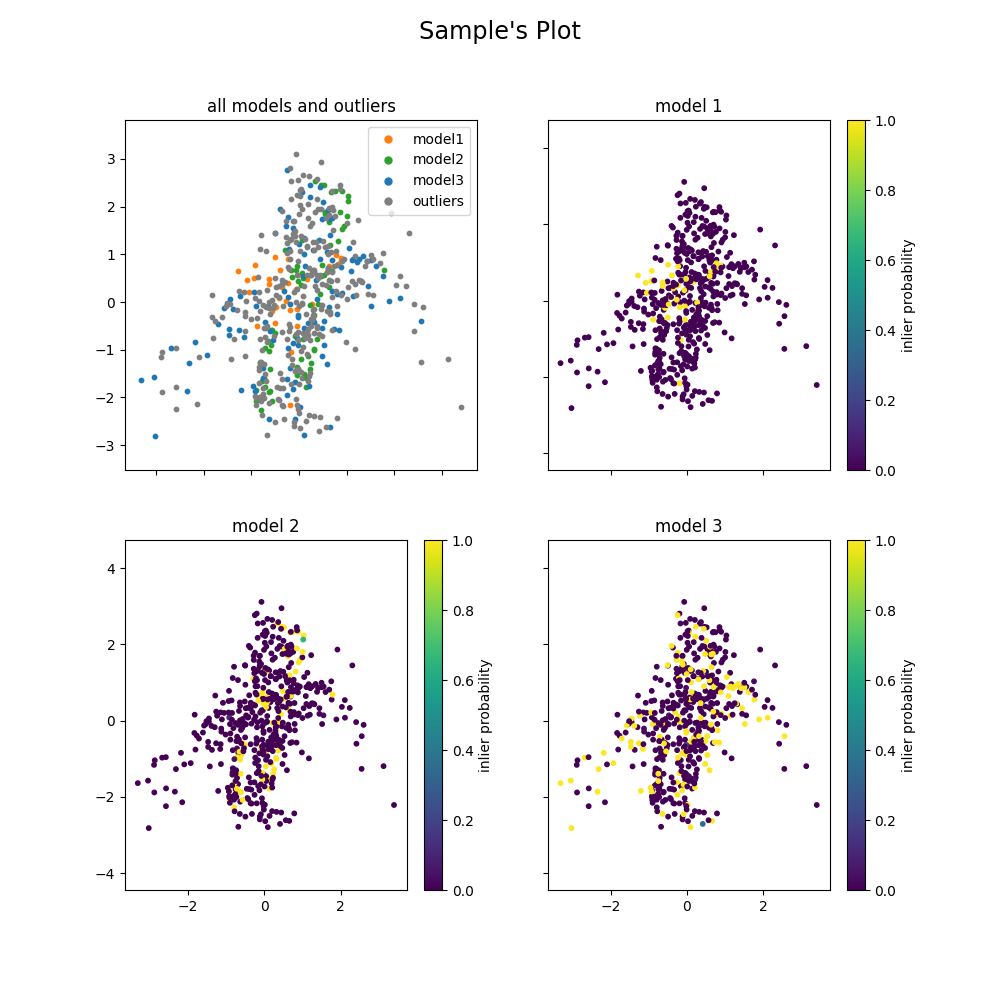 Sample's Plot
all models and outliers
model1
model2
model3
outliers
3
2
1
0
−1
−2
−3
model 1
1.0
0.8
0.6
0.4
0.2
0.0
inlier probability
model 2
4
2
0
−2
−4
−2 0 2
1.0
0.8
0.6
0.4
0.2
0.0
inlier probability
model 3
−2 0 2
1.0
0.8
0.6
0.4
0.2
0.0
inlier probability